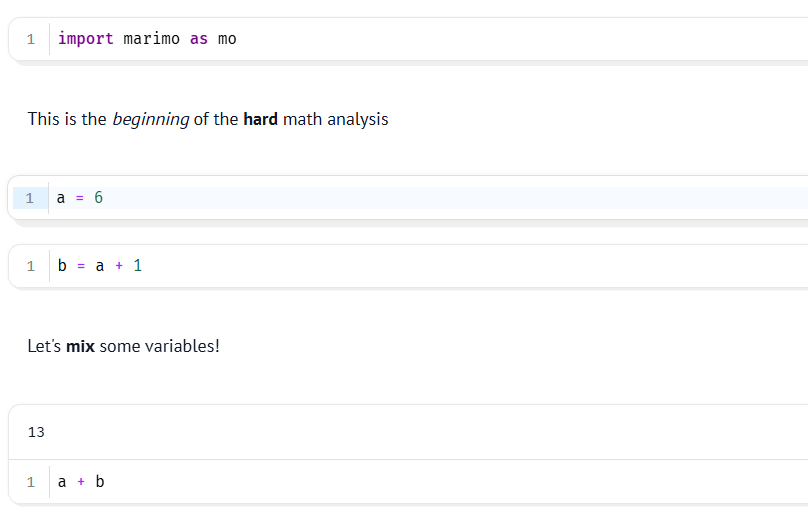 1 import marimo as mo
This is the beginning of the hard math analysis
1 a = 6
1 b = a + 1
Let's mix some variables!
13
1 a + b